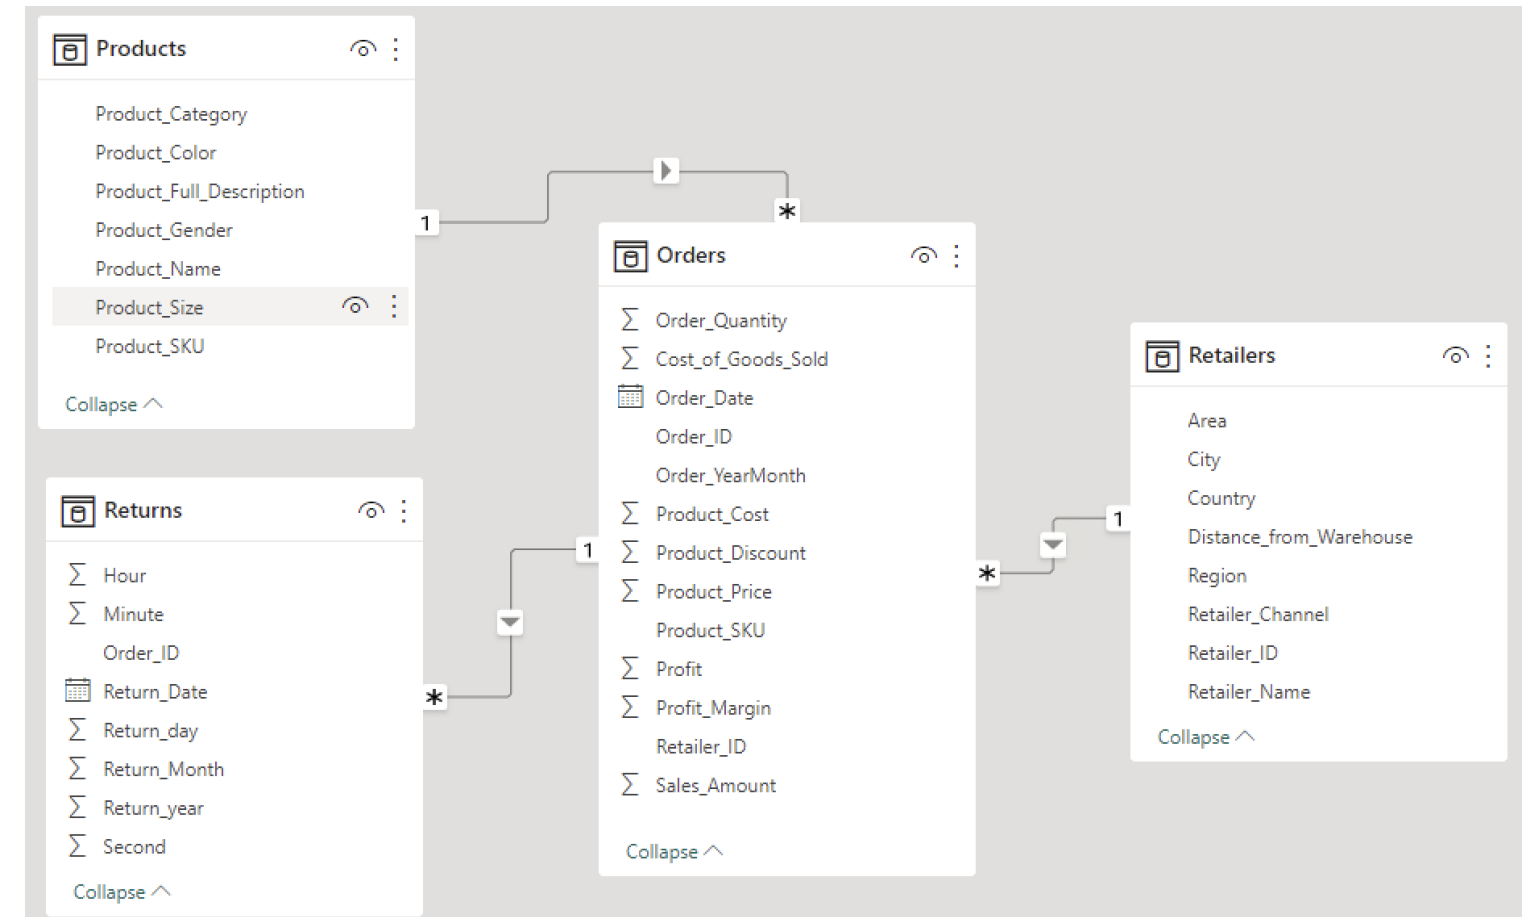 Products
Product_Category
Product_Color
Product_Full_Description
Product_Gender
Product_Name
Product_Size
Product_SKU
Collapse
1
*
Orders
Order_Quantity
Cost_of_Goods_Sold
Order_Date
Order_ID
Order_YearMonth
Product_Cost
Product_Discount
Product_Price
Product_SKU
Profit
Profit_Margin
Retailer_ID
Sales_Amount
Collapse
Retailers
Area
City
Country
Distance_from_Warehouse
Region
Retailer_Channel
Retailer_ID
Retailer_Name
Collapse
1
*
Returns
Hour
Minute
Order_ID
Return_Date
Return_day
Return_Month
Return_year
Second
Collapse
1
*